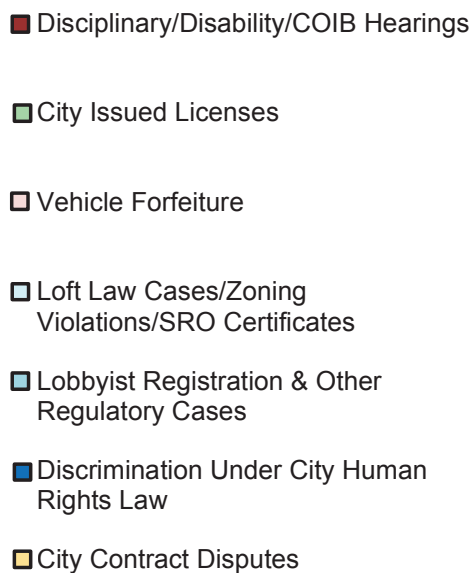 Disciplinary/Disability/COIB Hearings
City Issued Licenses
Vehicle Forfeiture
Loft Law Cases/Zoning
Violations/SRO Certificates
Lobbyist Registration & Other
Regulatory Cases
Discrimination Under City Human
Rights Law
City Contract Disputes